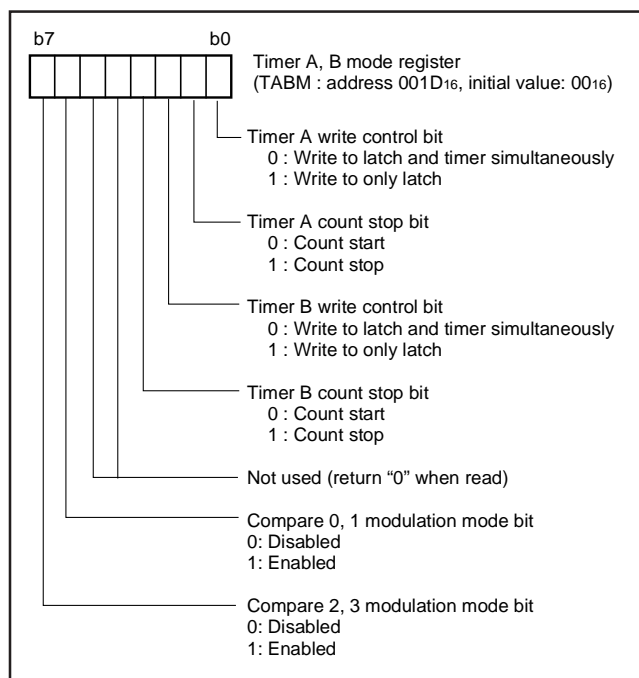 b7 b0
Timer A, B mode register
(TABM : address 001D16, initial value: 0016)
Timer A write control bit
0 : Write to latch and timer simultaneously
1 : Write to only latch
Timer A count stop bit
0 : Count start
1 : Count stop
Timer B write control bit
0 : Write to latch and timer simultaneously
1 : Write to only latch
Timer B count stop bit
0 : Count start
1 : Count stop
Not used (return “0” when read)
Compare 0, 1 modulation mode bit
0: Disabled
1: Enabled
Compare 2, 3 modulation mode bit
0: Disabled
1: Enabled